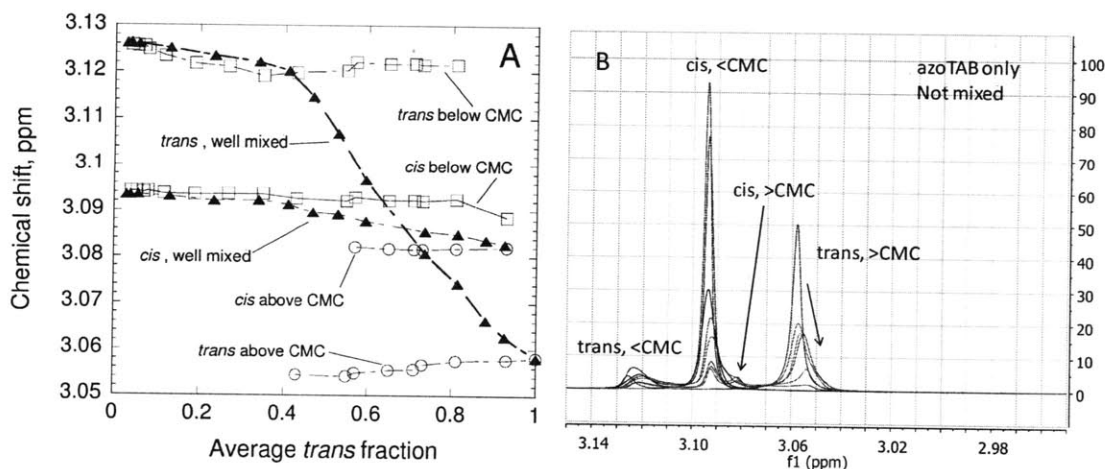 3.13
3.12
3.11
3.1
3.09
3.08
3.07
3.06
3.05
Chemical shift, ppm
A
trans below CMC
trans , well mixed
cis below CMC
cis , well mixed
cis above CMC
trans above CMC
0
0.2
0.4
0.6
0.8
1
Average trans fraction
B
cis, <CMC
azoTAB only
Not mixed
cis, >CMC
trans, >CMC
trans, <CMC
100
90
80
70
60
50
40
30
20
10
0
3.14
3.10
3.06
3.02
2.98
f1 (ppm)